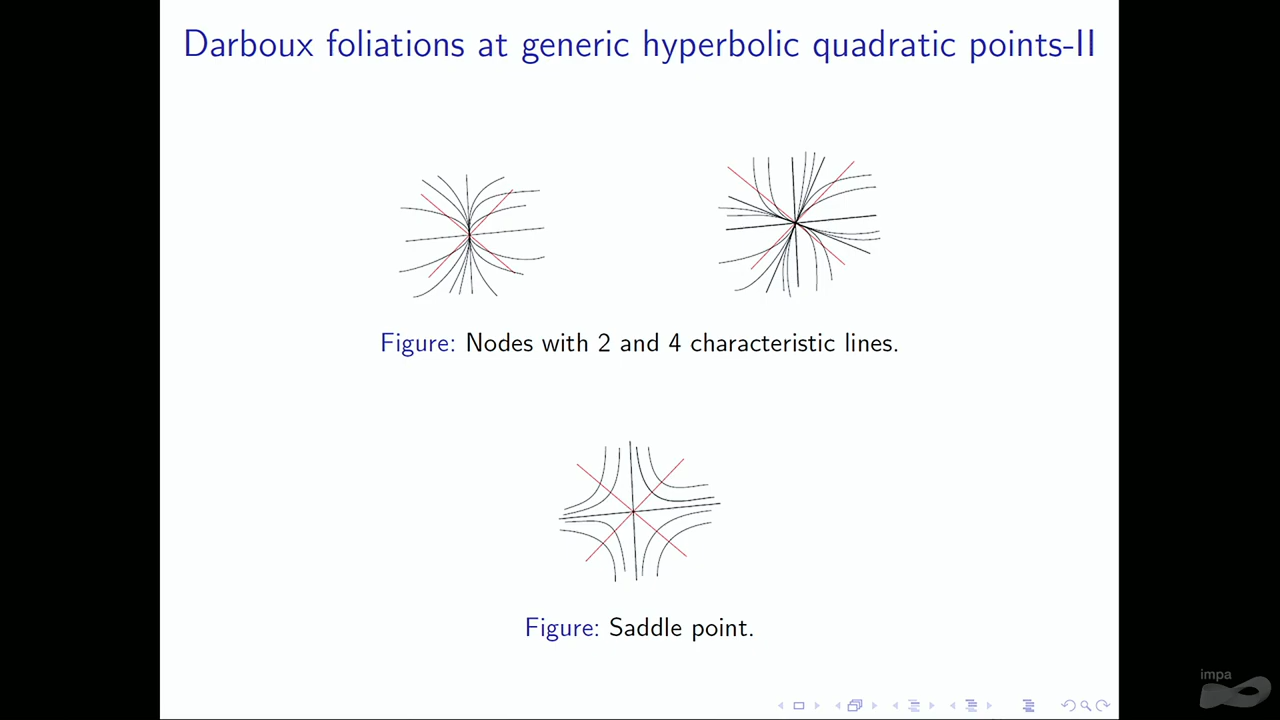 Darboux foliations at generic hyperbolic quadratic points-II
Figure: Nodes with 2 and 4 characteristic lines.
Figure: Saddle point.
impa